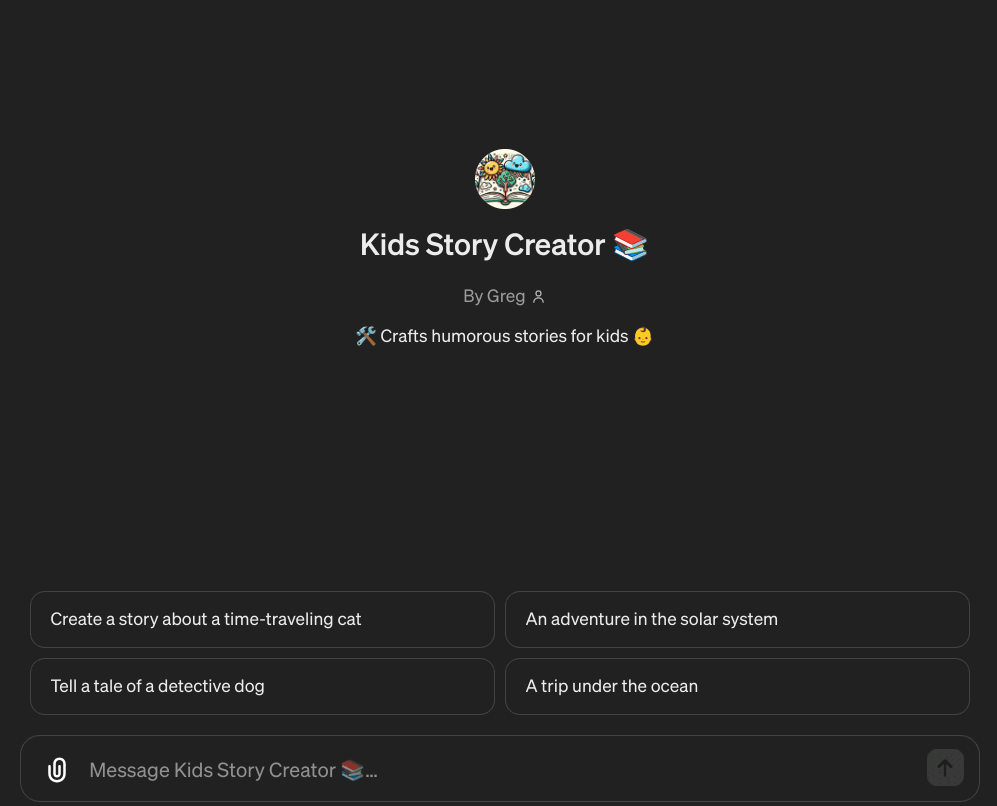 Kids Story Creator 📚
By Greg
🛠️ Crafts humorous stories for kids 👶
Create a story about a time-traveling cat
An adventure in the solar system
Tell a tale of a detective dog
A trip under the ocean
Message Kids Story Creator 📚...